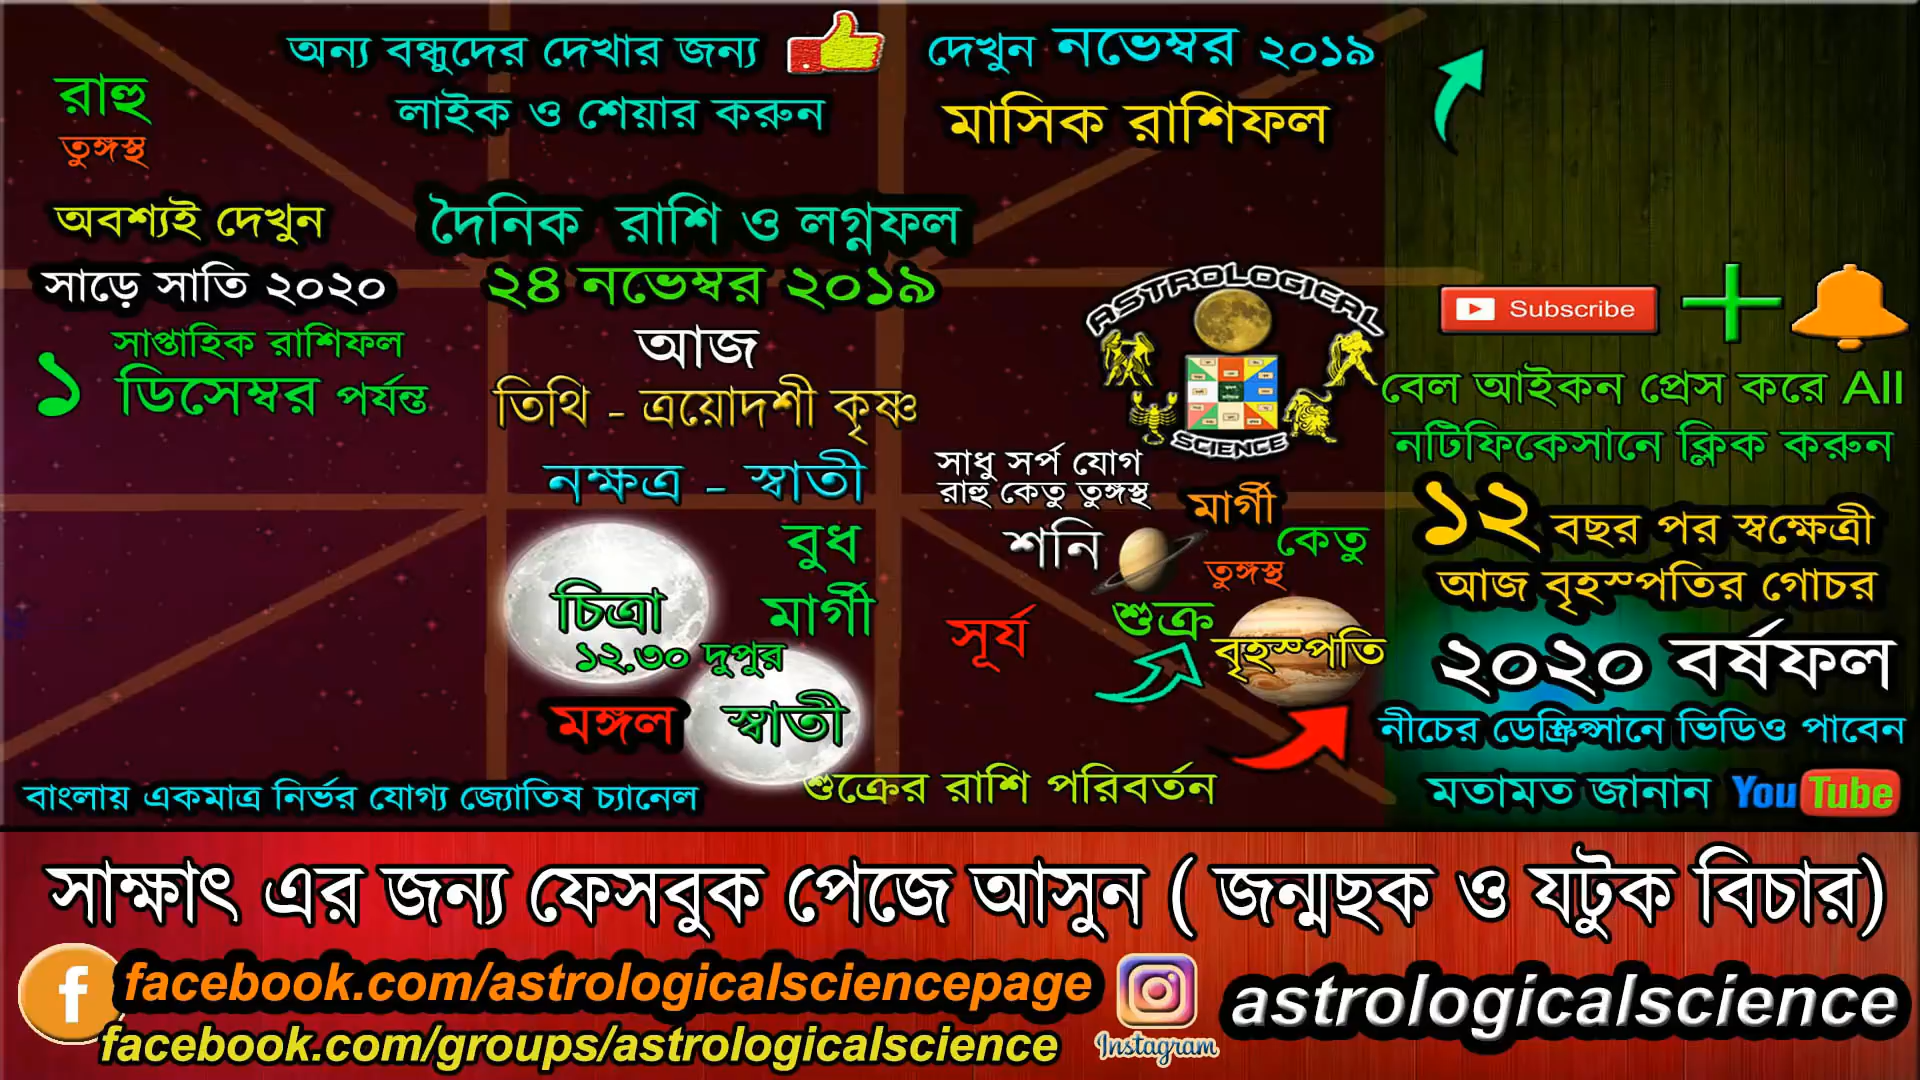 অন্য বন্ধুদের দেখার জন্য
লাইক ও শেয়ার করুন
দেখুন নভেম্বর ২০১৯
মাসিক রাশিফল
রাহু
তুঙ্গস্থ
অবশ্যই দেখুন
সাড়ে সাতি ২০২০
সাপ্তাহিক রাশিফল
১ ডিসেম্বর পর্যন্ত
দৈনিক রাশি ও লগ্নফল
২৪ নভেম্বর ২০১৯
আজ
তিথি - ত্রয়োদশী কৃষ্ণ
নক্ষত্র - স্বাতী
ASTROLOGICAL
SCIENCE
Subscribe
বেল আইকন প্রেস করে All
নটিফিকেসানে ক্লিক করুন
সাধু সর্প যোগ
রাহু কেতু তুঙ্গস্থ
শনি
মার্গী
কেতু
তুঙ্গস্থ
১২ বছর পর স্বক্ষেত্রী
আজ বৃহস্পতির গোচর
বুধ
মার্গী
চিত্রা
১২.৩০ দুপুর
মঙ্গল
স্বাতী
সূর্য
শুক্র
বৃহস্পতি
২০২০ বর্ষফল
নীচের ডেস্ক্রিপ্সানে ভিডিও পাবেন
মতামত জানান YouTube
বাংলায় একমাত্র নির্ভর যোগ্য জ্যোতিষ চ্যানেল
শুক্রের রাশি পরিবর্তন
সাক্ষাৎ এর জন্য ফেসবুক পেজে আসুন ( জন্মছক ও যটুক বিচার)
f facebook.com/astrologicalsciencepage
facebook.com/groups/astrologicalscience
Instagram
astrologicalscience